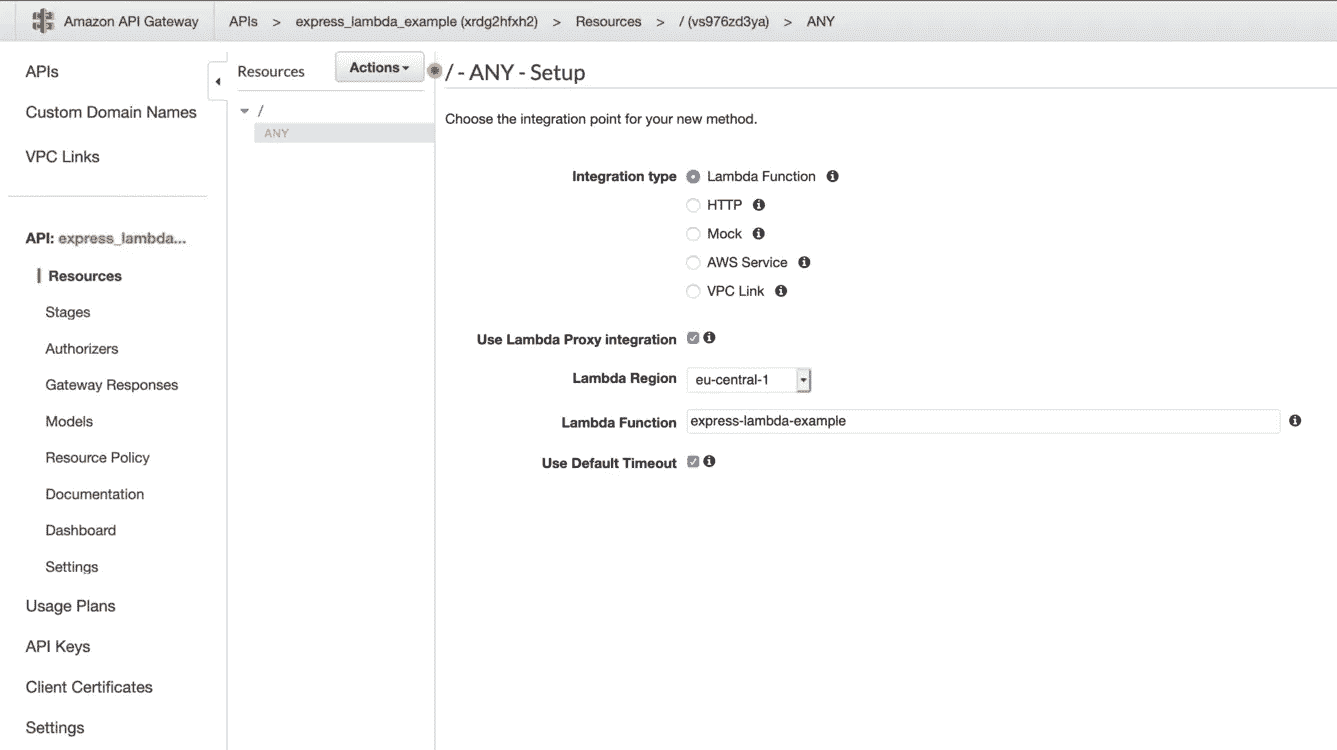 Amazon API Gateway APIs > express_lambda_example (xrdg2hfxh2) > Resources > / (vs976zd3ya) > ANY
APIs
Custom Domain Names
VPC Links
API: express_lambda...
Resources
Stages
Authorizers
Gateway Responses
Models
Resource Policy
Documentation
Dashboard
Settings
Usage Plans
API Keys
Client Certificates
Settings
Resources
Actions
/
ANY
/ - ANY - Setup
Choose the integration point for your new method.
Integration type Lambda Function
HTTP
Mock
AWS Service
VPC Link
Use Lambda Proxy integration
Lambda Region eu-central-1
Lambda Function express-lambda-example
Use Default Timeout